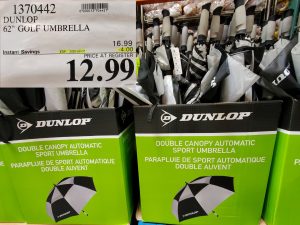 1370442
DUNLOP
62" GOLF UMBRELLA
16.99
Instant Savings
4.00
PRICE AT REGISTER
12.99
DUNLOP
DOUBLE CANOPY AUTOMATIC
SPORT UMBRELLA
PARAPLUIE DE SPORT AUTOMATIQUE
DOUBLE AUVENT
DUNLOP
DOUBLE CANOPY AUTOMATIC
SPORT UMBRELLA
PARAPLUIE DE SPORT AUTOMATIQUE
DOUBLE AUVENT